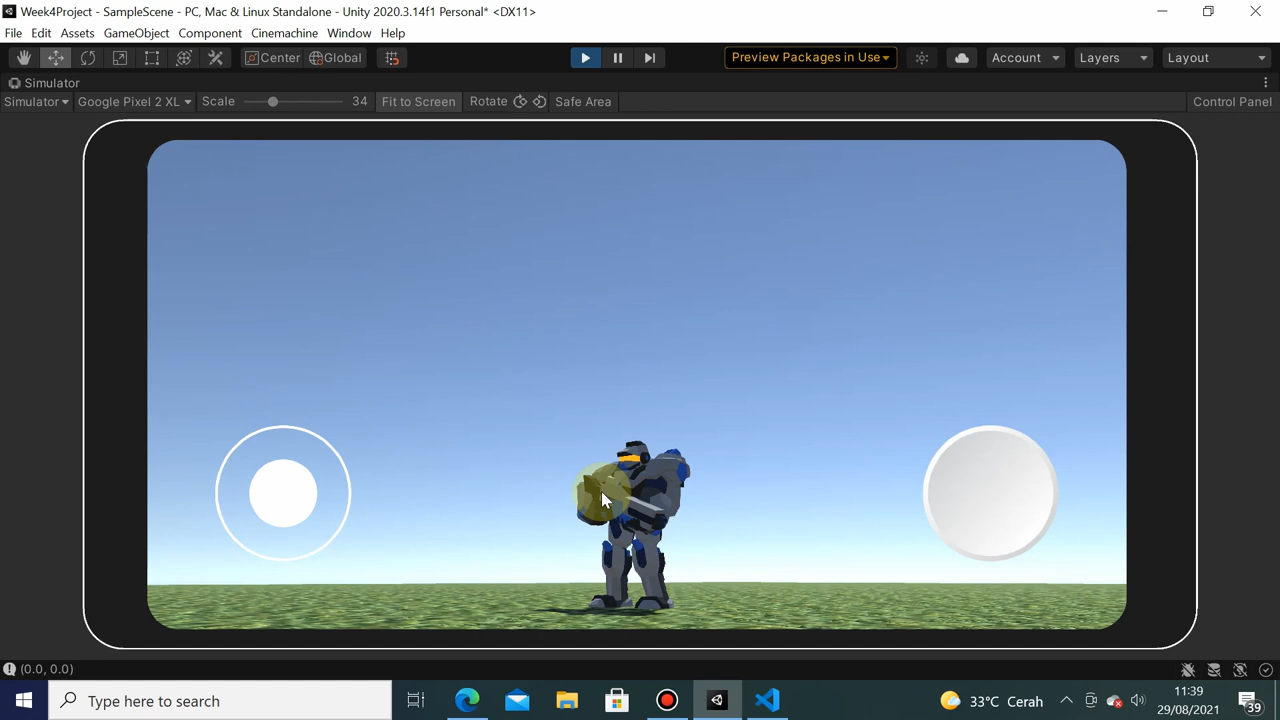 Week4Project - SampleScene - PC, Mac & Linux Standalone - Unity 2020.3.14f1 Personal* <DX11>
File Edit Assets GameObject Component Cinemachine Window Help
Center Global Preview Packages in Use Account Layers Layout
Simulator
Simulator Google Pixel 2 XL Scale 34 Fit to Screen Rotate Safe Area Control Panel
(0.0, 0.0)
Type here to search
33°C Cerah
11:39
29/08/2021
39